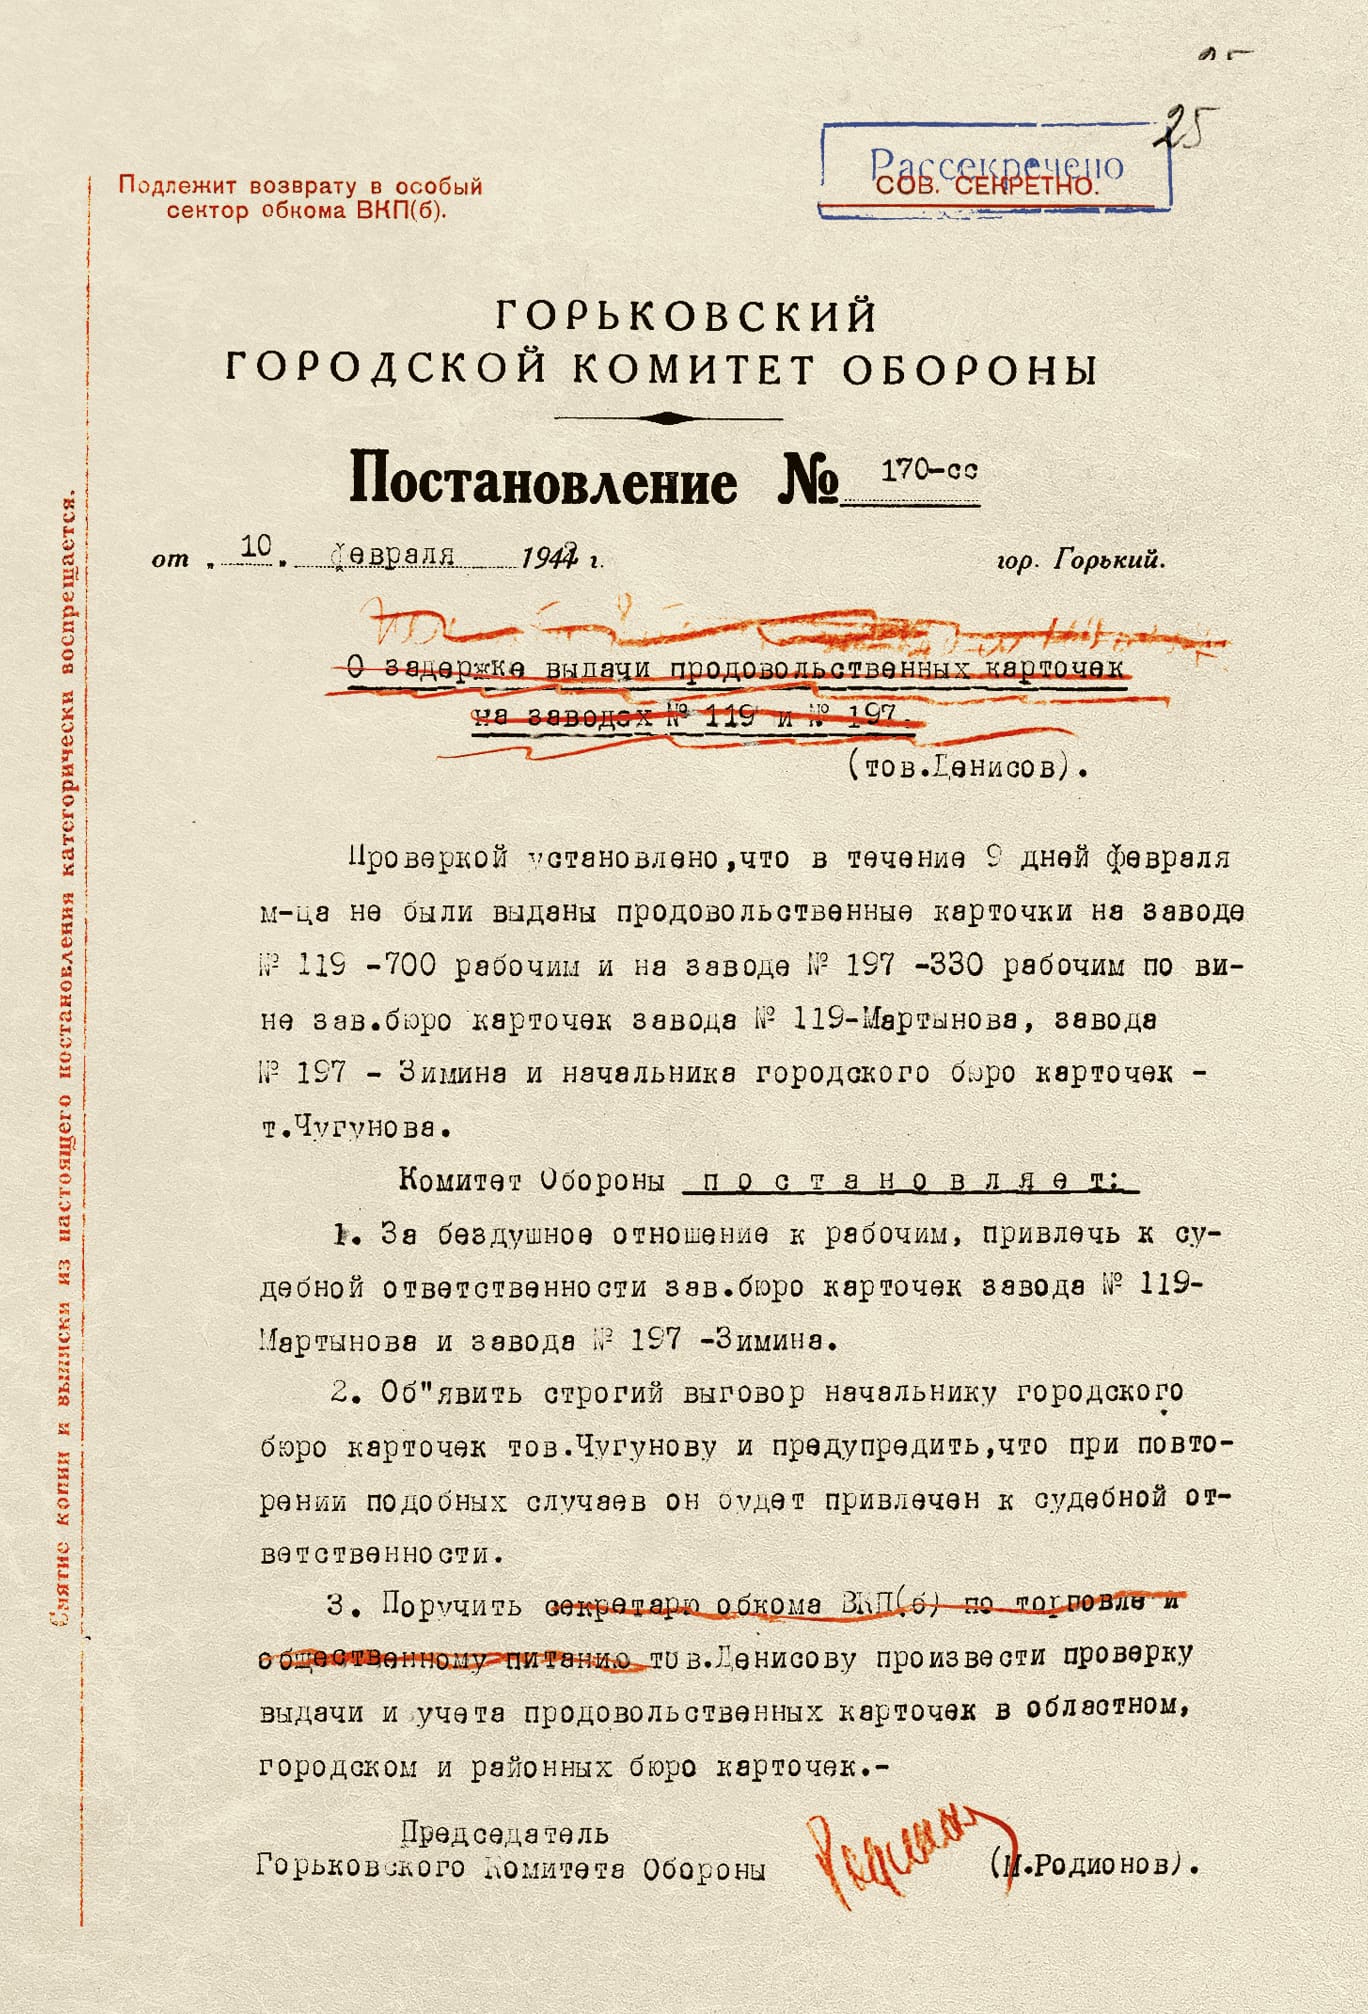 25
Рассекречено
СОВ. СЕКРЕТНО.
Подлежит возврату в особый
сектор обкома ВКП(б).
ГОРЬКОВСКИЙ
ГОРОДСКОЙ КОМИТЕТ ОБОРОНЫ
Постановление № 170-сс
от „ 10 „ февраля 1942 г. гор. Горький.
О задержке выдачи продовольственных карточек
на заводах № 119 и № 197.
(тов.Денисов).
Проверкой установлено,что в течение 9 дней февраля
м-ца не были выданы продовольственные карточки на заводе
№ 119 -700 рабочим и на заводе № 197 -330 рабочим по ви-
не зав.бюро карточек завода № 119-Мартынова, завода
№ 197 - Зимина и начальника городского бюро карточек -
т.Чугунова.
Комитет Обороны п о с т а н о в л я е т:
1. За бездушное отношение к рабочим, привлечь к су-
дебной ответственности зав.бюро карточек завода № 119-
Мартынова и завода № 197 -Зимина.
2. Об"явить строгий выговор начальнику городского
бюро карточек тов.Чугунову и предупредить,что при повто-
рении подобных случаев он будет привлечен к судебной от-
ветственности.
3. Поручить секретарю обкома ВКП(б) по торговле и
общественному питанию тов.Денисову произвести проверку
выдачи и учета продовольственных карточек в областном,
городском и районных бюро карточек.-
Председатель
Горьковского Комитета Обороны Родионов (М.Родионов).
Снятие копии и выписки из настоящего постановления категорически воспрещается.